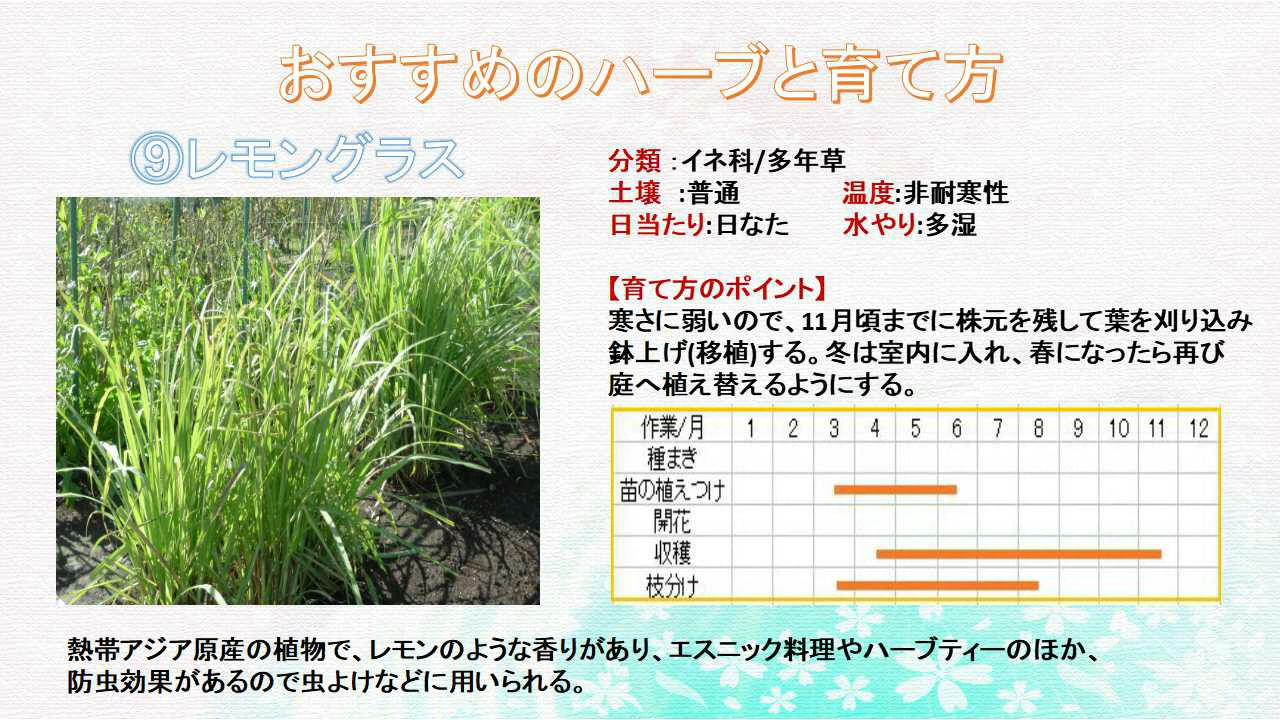 おすすめのハーブと育て方
⑨レモングラス
分類：イネ科/多年草
土壌 :普通 温度:非耐寒性
日当たり:日なた 水やり:多湿
【育て方のポイント】
寒さに弱いので、11月頃までに株元を残して葉を刈り込み
鉢上げ(移植)する。冬は室内に入れ、春になったら再び
庭へ植え替えるようにする。
作業/月 1 2 3 4 5 6 7 8 9 10 11 12
種まき
苗の植えつけ
開花
収穫
枝分け
熱帯アジア原産の植物で、レモンのような香りがあり、エスニック料理やハーブティーのほか、
防虫効果があるので虫よけなどに用いられる。